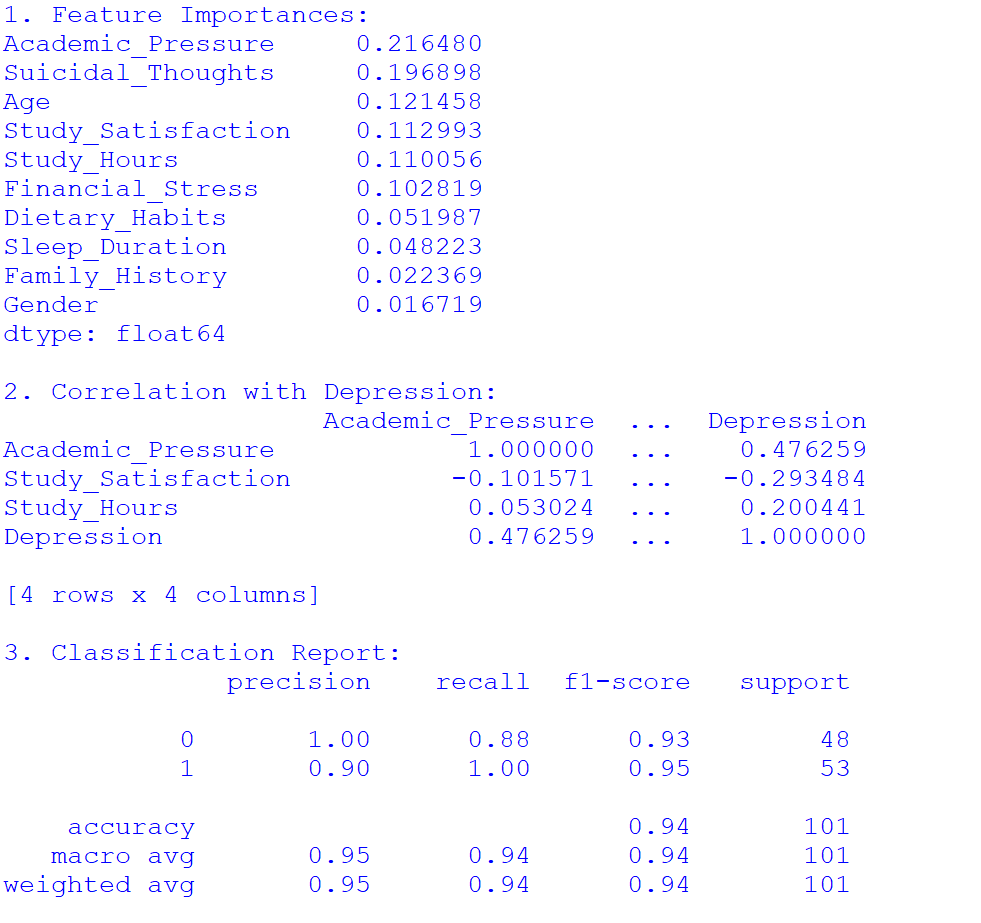 1. Feature Importances:
Academic_Pressure     0.216480
Suicidal_Thoughts     0.196898
Age                   0.121458
Study_Satisfaction    0.112993
Study_Hours           0.110056
Financial_Stress      0.102819
Dietary_Habits        0.051987
Sleep_Duration        0.048223
Family_History        0.022369
Gender                0.016719
dtype: float64

2. Correlation with Depression:
                    Academic_Pressure  ...  Depression
Academic_Pressure            1.000000  ...    0.476259
Study_Satisfaction          -0.101571  ...   -0.293484
Study_Hours                  0.053024  ...    0.200441
Depression                   0.476259  ...    1.000000

[4 rows x 4 columns]

3. Classification Report:
              precision    recall  f1-score   support

           0       1.00      0.88      0.93        48
           1       0.90      1.00      0.95        53

    accuracy                           0.94       101
   macro avg       0.95      0.94      0.94       101
weighted avg       0.95      0.94      0.94       101